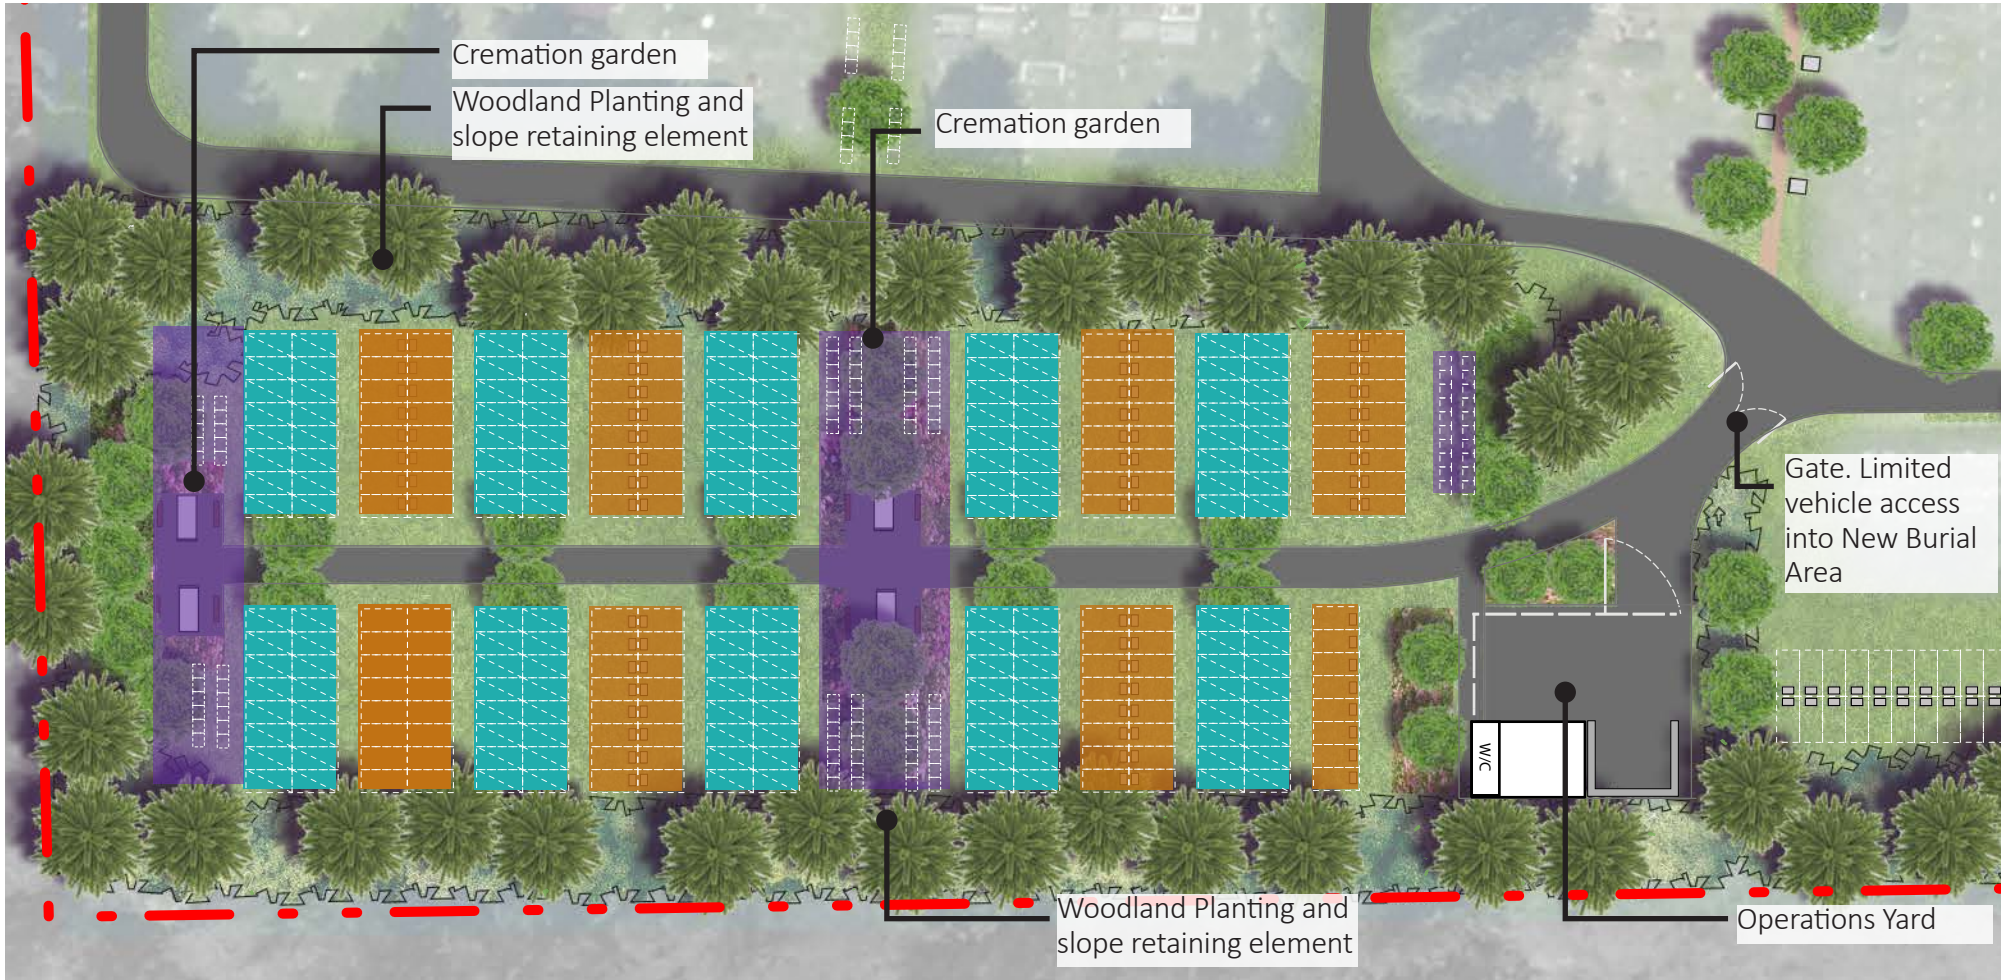 Cremation garden
Woodland Planting and
slope retaining element
Cremation garden
Gate. Limited
vehicle access
into New Burial
Area
W/C
Operations Yard
Woodland Planting and
slope retaining element